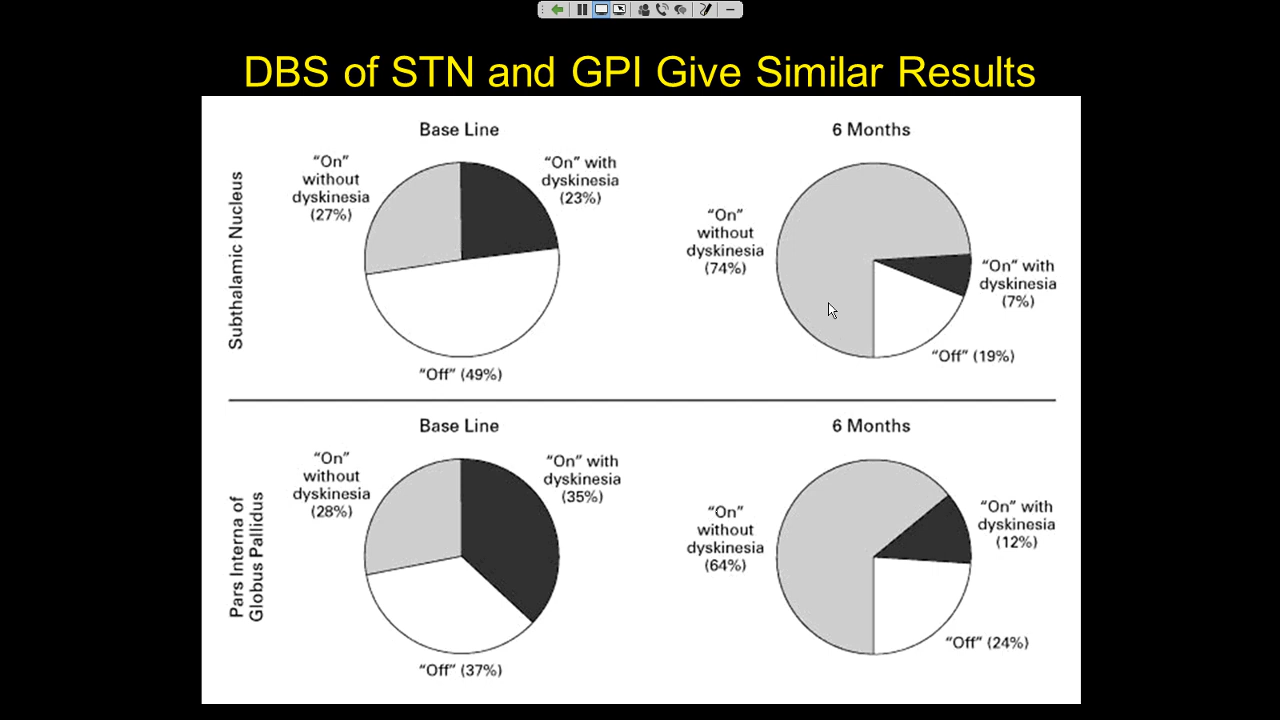 DBS of STN and GPI Give Similar Results
Base Line
6 Months
Subthalamic Nucleus
“On”
without
dyskinesia
(27%)
“On” with
dyskinesia
(23%)
“Off” (49%)
“On”
without
dyskinesia
(74%)
“On” with
dyskinesia
(7%)
“Off” (19%)
Base Line
6 Months
Pars Interna of
Globus Pallidus
“On”
without
dyskinesia
(28%)
“On” with
dyskinesia
(35%)
“Off” (37%)
“On”
without
dyskinesia
(64%)
“On” with
dyskinesia
(12%)
“Off” (24%)